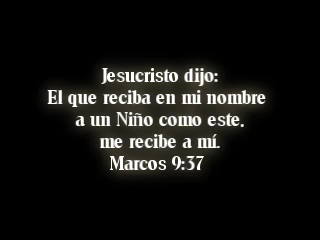 Jesucristo dijo:
El que reciba en mi nombre
a un Niño como este,
me recibe a mí.
Marcos 9:37